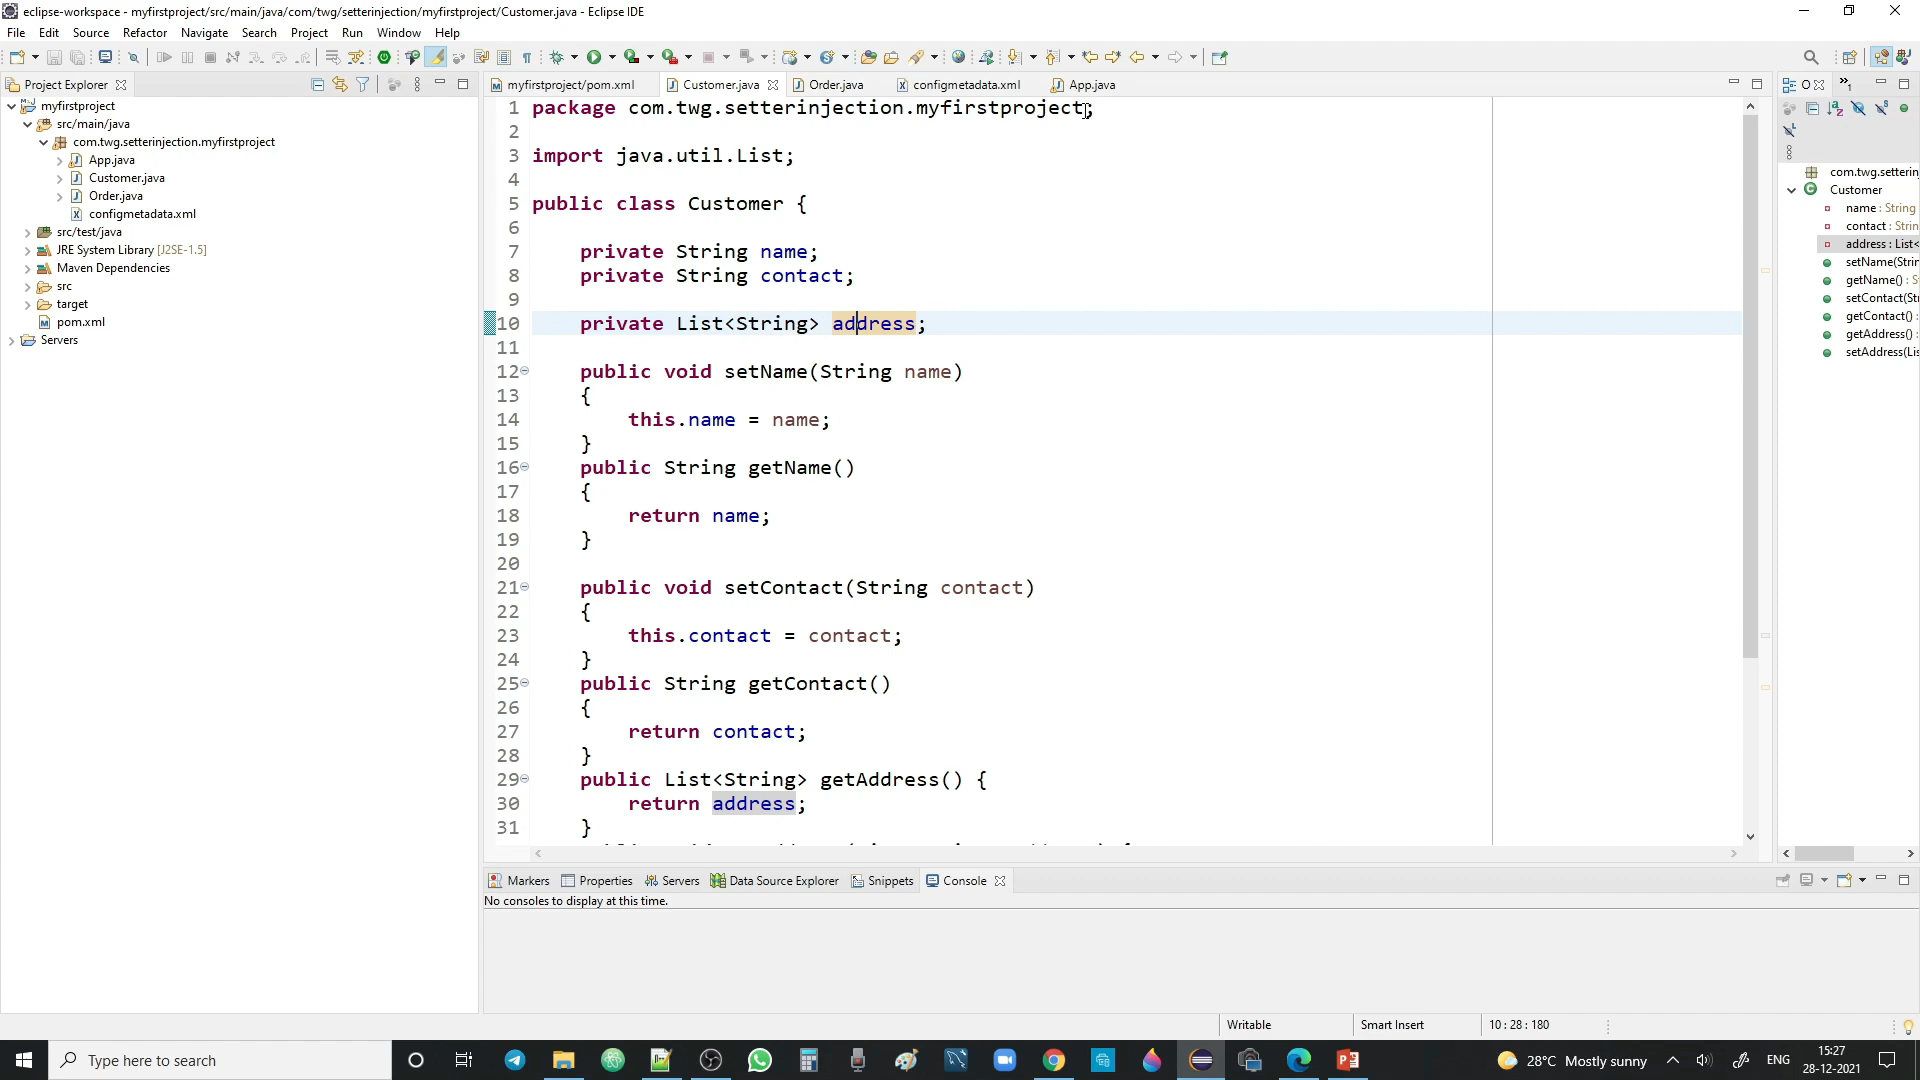 eclipse-workspace - myfirstproject/src/main/java/com/twg/setterinjection/myfirstproject/Customer.java - Eclipse IDE
File Edit Source Refactor Navigate Search Project Run Window Help
Project Explorer
myfirstproject
src/main/java
com.twg.setterinjection.myfirstproject
App.java
Customer.java
Order.java
configmetadata.xml
src/test/java
JRE System Library [J2SE-1.5]
Maven Dependencies
src
target
pom.xml
Servers
myfirstproject/pom.xml Customer.java Order.java configmetadata.xml App.java
1 package com.twg.setterinjection.myfirstproject;
2
3 import java.util.List;
4
5 public class Customer {
6
7 private String name;
8 private String contact;
9
10 private List<String> address;
11
12 public void setName(String name)
13 {
14 this.name = name;
15 }
16 public String getName()
17 {
18 return name;
19 }
20
21 public void setContact(String contact)
22 {
23 this.contact = contact;
24 }
25 public String getContact()
26 {
27 return contact;
28 }
29 public List<String> getAddress() {
30 return address;
31 }
O
com.twg.setterin
Customer
name : String
contact : Strin
address : List<
setName(Strin
getName() : S
setContact(St
getContact() :
getAddress() :
setAddress(Lis
Markers Properties Servers Data Source Explorer Snippets Console
No consoles to display at this time.
Writable Smart Insert 10 : 28 : 180
Type here to search
28°C Mostly sunny ENG 15:27
28-12-2021